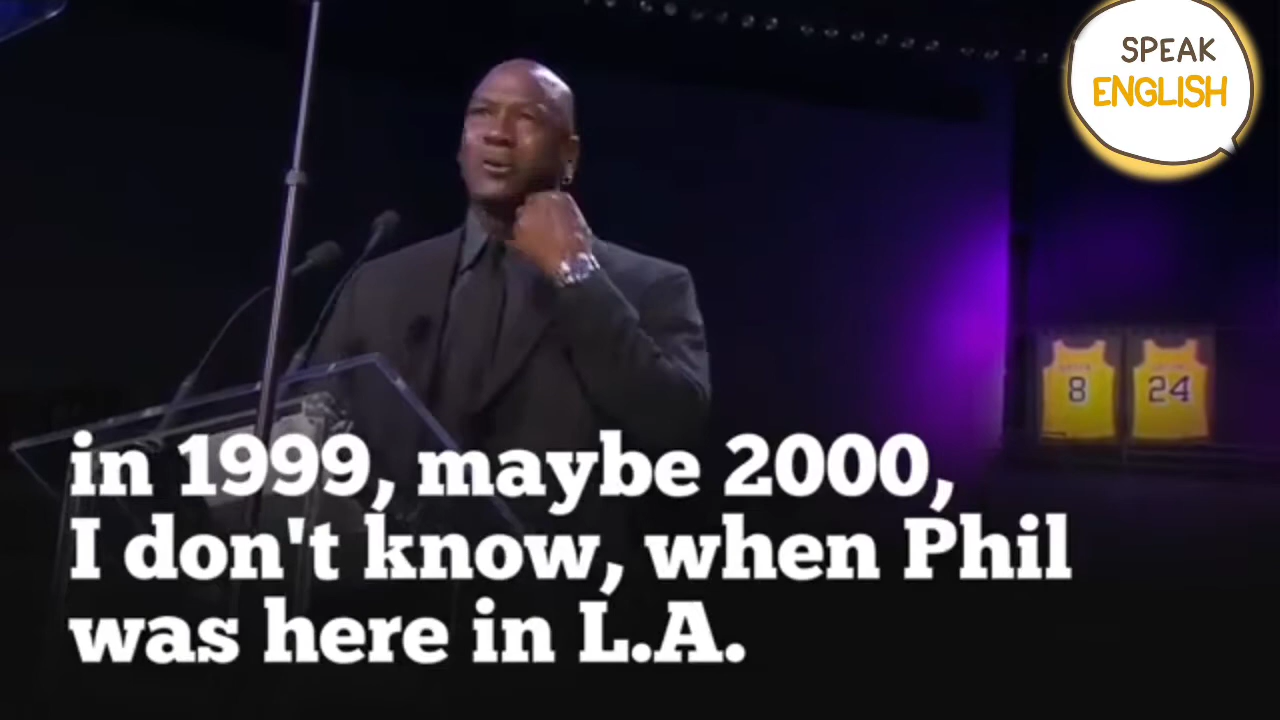 SPEAK
ENGLISH
8
24
in 1999, maybe 2000,
I don't know, when Phil
was here in L.A.